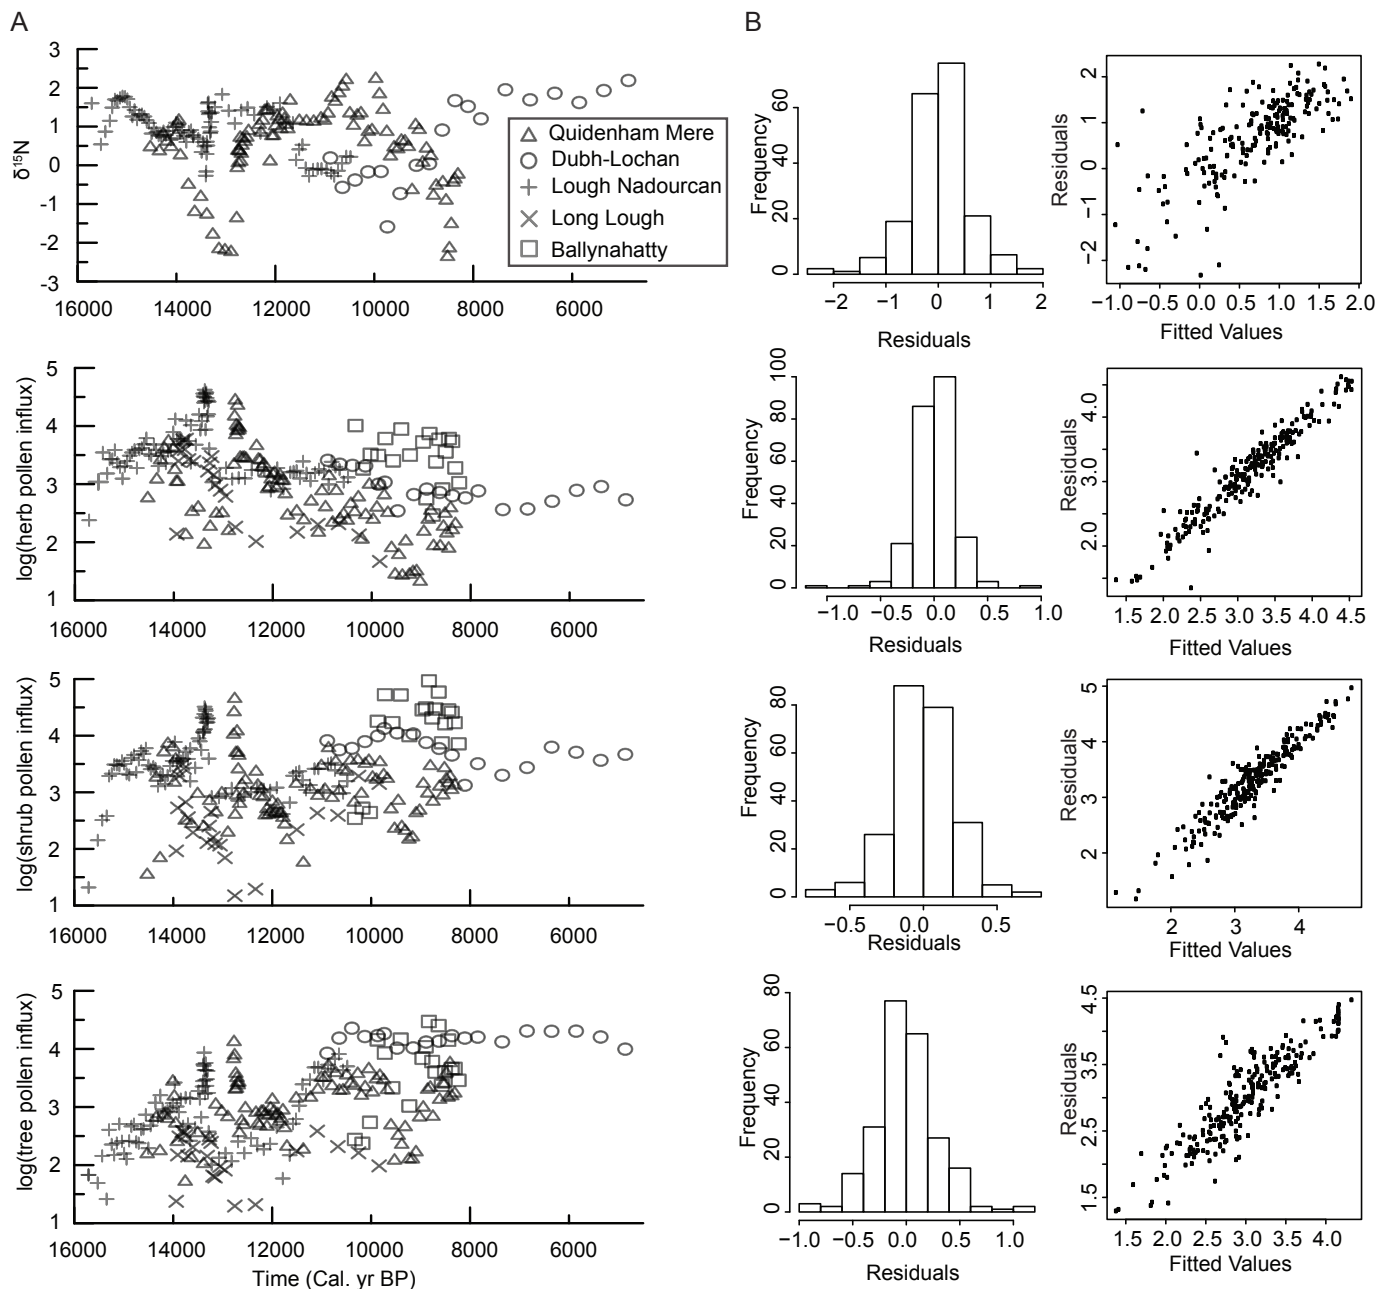 A
B
3
2
1
0
-1
-2
-3
δ¹⁵N
16000 14000 12000 10000 8000 6000
Quidenham Mere
Dubh-Lochan
Lough Nadourcan
Long Lough
Ballynahatty
60
40
20
0
Frequency
−2 −1 0 1 2
Residuals
2
1
0
−1
−2
Residuals
−1.0 −0.5 0.0 0.5 1.0 1.5 2.0
Fitted Values
5
4
3
2
1
log(herb pollen influx)
16000 14000 12000 10000 8000 6000
100
80
60
40
20
0
Frequency
−1.0 −0.5 0.0 0.5 1.0
Residuals
4.0
3.0
2.0
Residuals
1.5 2.0 2.5 3.0 3.5 4.0 4.5
Fitted Values
5
4
3
2
1
log(shrub pollen influx)
16000 14000 12000 10000 8000 6000
80
60
40
20
0
Frequency
−0.5 0.0 0.5
Residuals
5
4
3
2
Residuals
2 3 4
Fitted Values
5
4
3
2
1
log(tree pollen influx)
16000 14000 12000 10000 8000 6000
Time (Cal. yr BP)
80
60
40
20
0
Frequency
−1.0 −0.5 0.0 0.5 1.0
Residuals
4.5
3.5
2.5
1.5
Residuals
1.5 2.0 2.5 3.0 3.5 4.0
Fitted Values